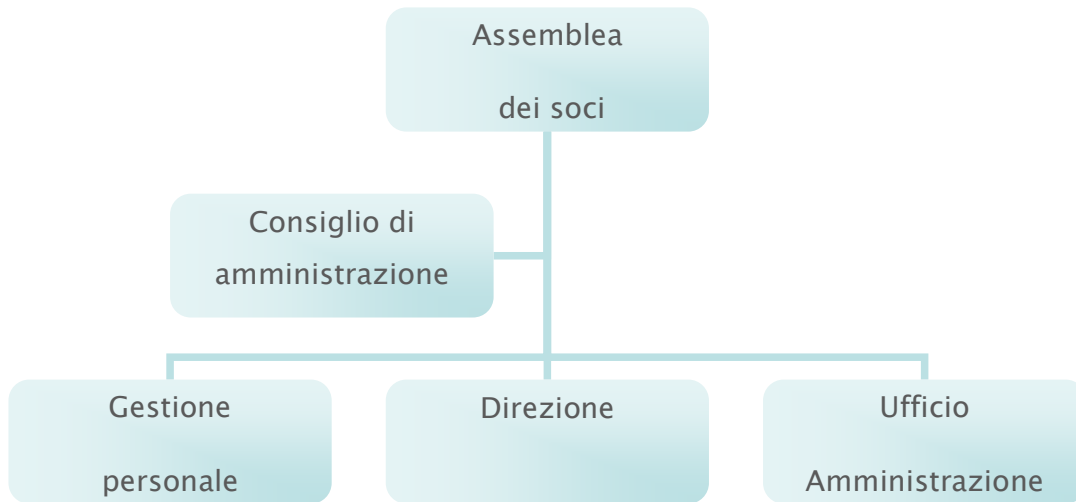 Assemblea
dei soci
Consiglio di
amministrazione
Gestione
personale
Direzione
Ufficio
Amministrazione